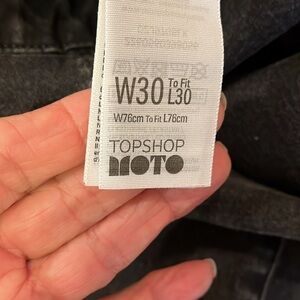 W30 To Fit L30
W76cm To Fit L76cm
TOPSHOP
MOTO